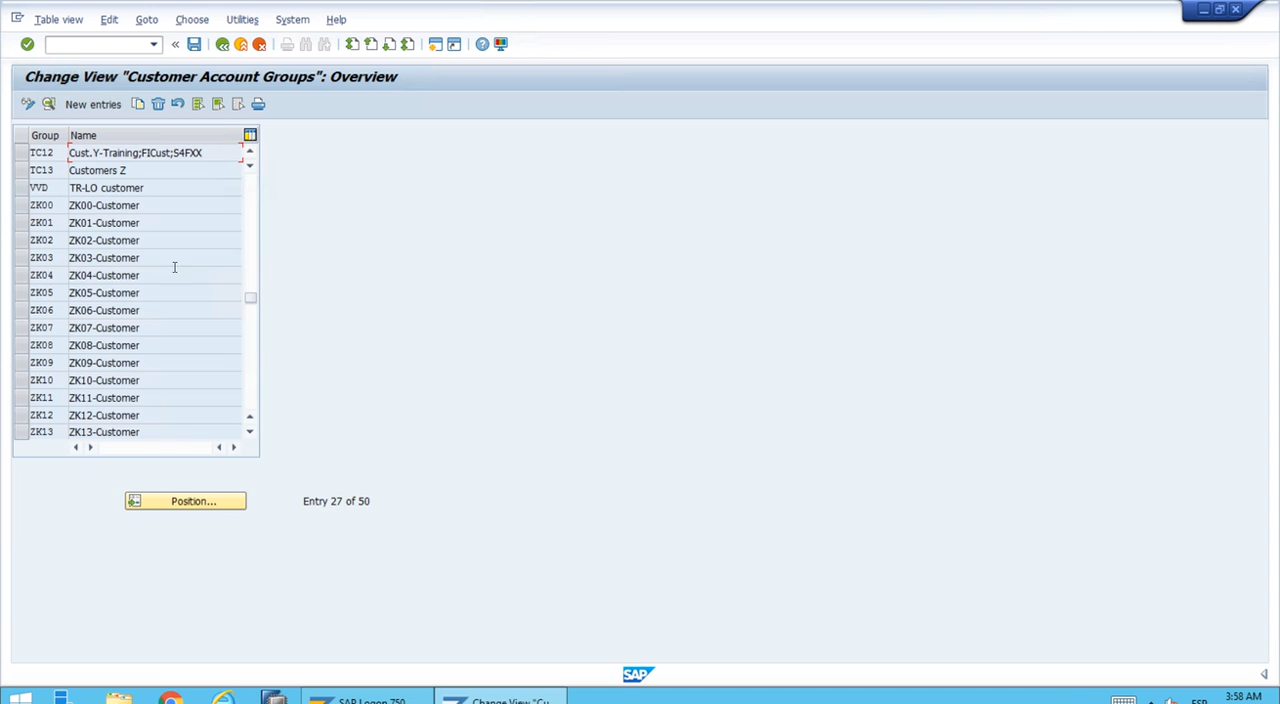 Table view Edit Goto Choose Utilities System Help
Change View "Customer Account Groups": Overview
New entries
Group Name
TC12 Cust.Y-Training;FICust;S4FXX
TC13 Customers Z
VVD TR-LO customer
ZK00 ZK00-Customer
ZK01 ZK01-Customer
ZK02 ZK02-Customer
ZK03 ZK03-Customer
ZK04 ZK04-Customer
ZK05 ZK05-Customer
ZK06 ZK06-Customer
ZK07 ZK07-Customer
ZK08 ZK08-Customer
ZK09 ZK09-Customer
ZK10 ZK10-Customer
ZK11 ZK11-Customer
ZK12 ZK12-Customer
ZK13 ZK13-Customer
Position... Entry 27 of 50
SAP
SAP Logon 750 Change View "Cu... ESP 3:58 AM